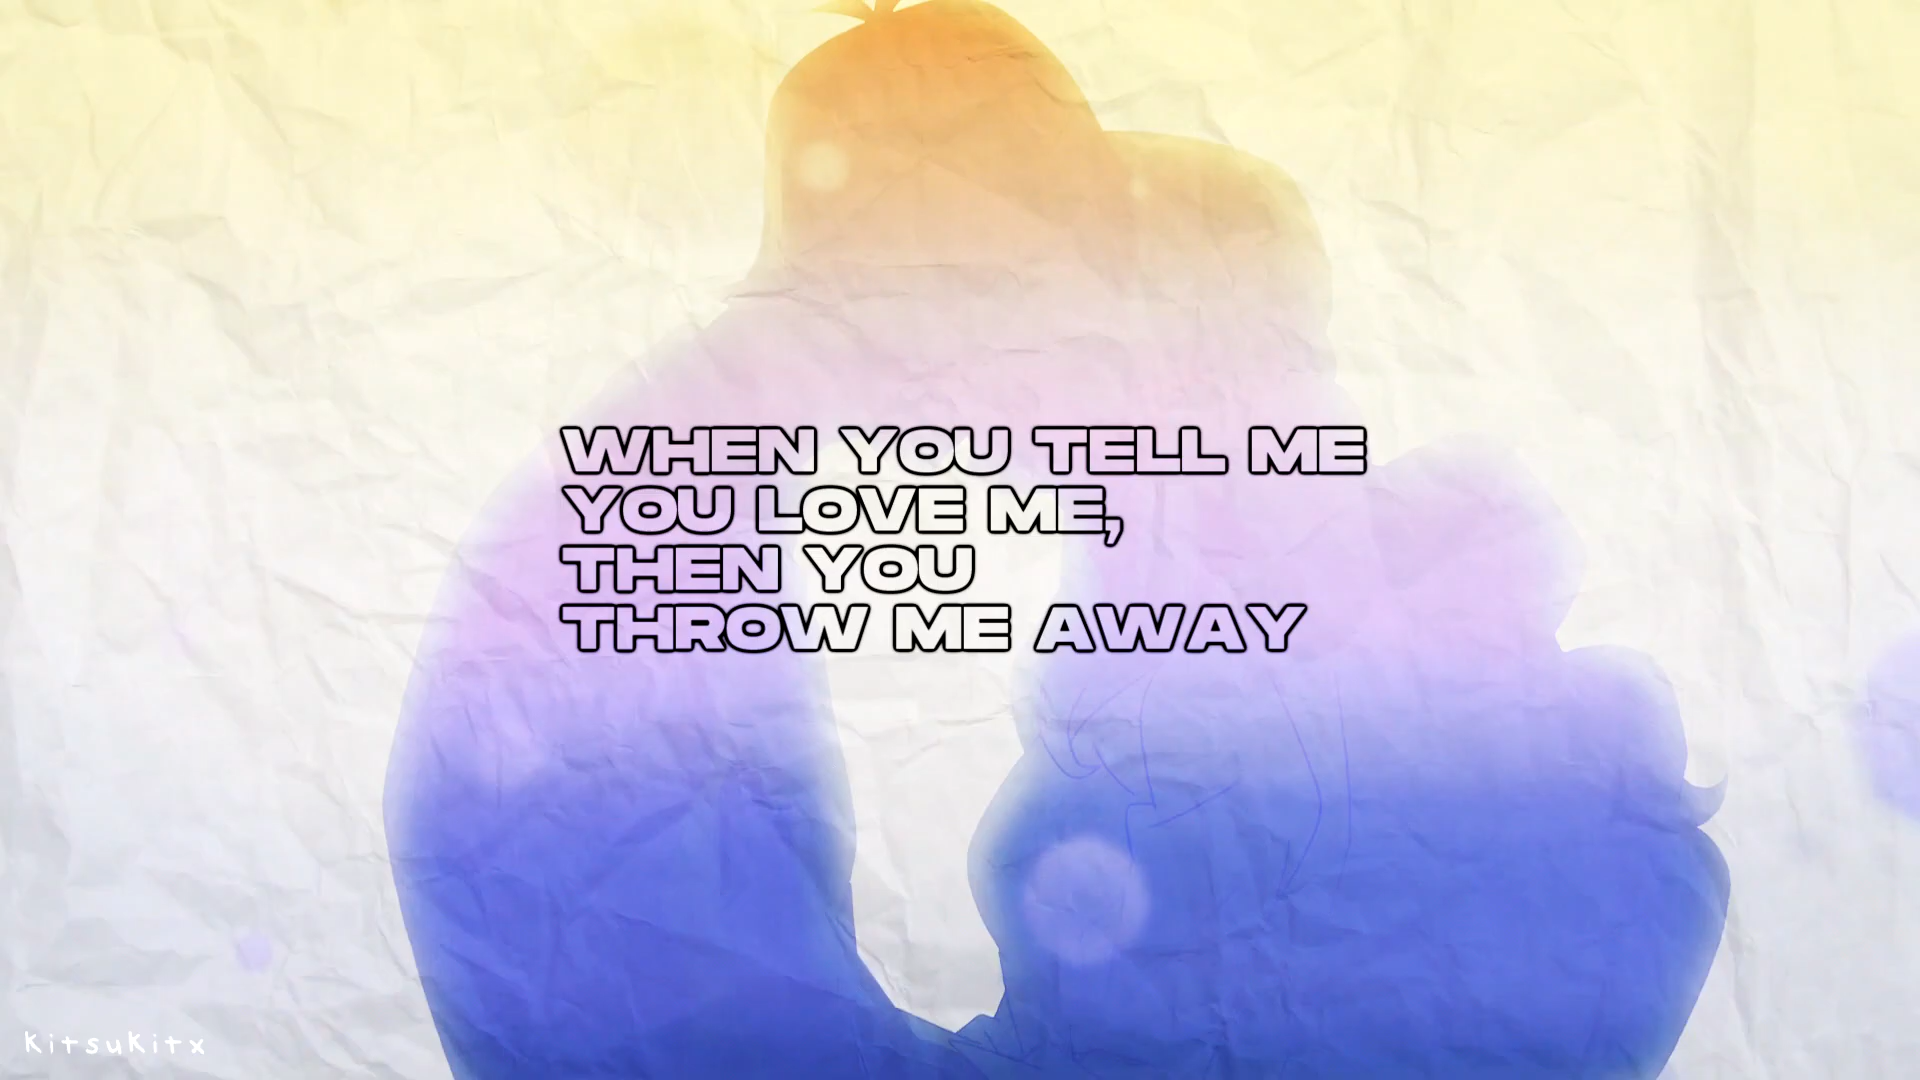 WHEN YOU TELL ME
YOU LOVE ME,
THEN YOU
THROW ME AWAY
KitsuKitx